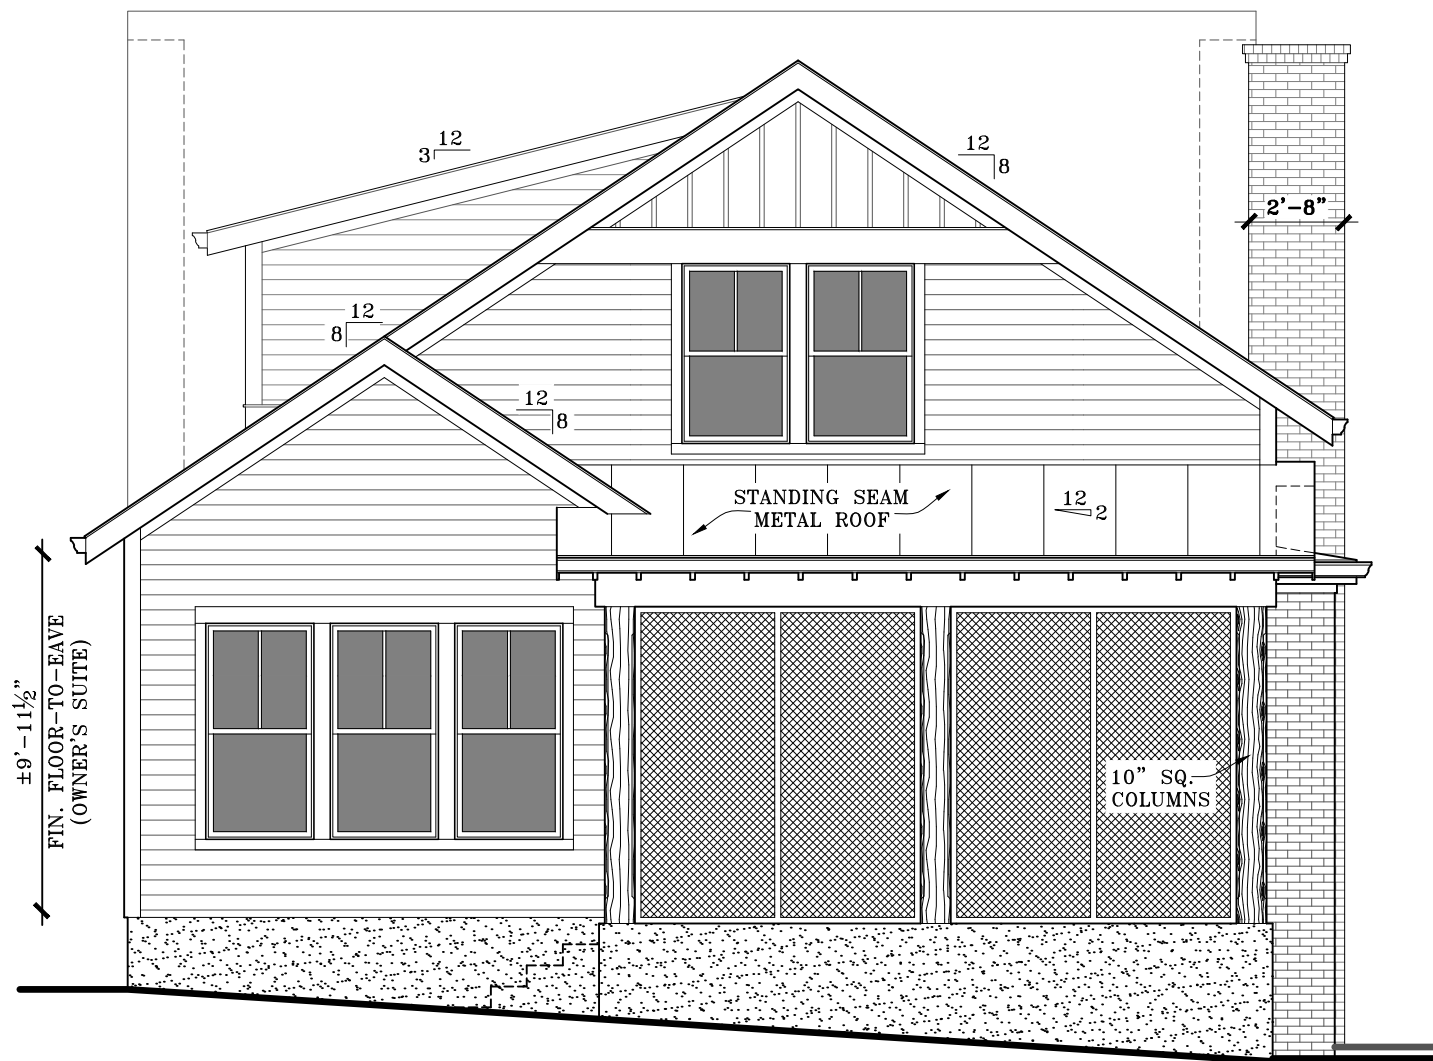 12
3
12
8
2'-8"
12
8
12
8
STANDING SEAM
METAL ROOF
12
2
±9'-11½"
FIN. FLOOR-TO-EAVE
(OWNER'S SUITE)
10" SQ.
COLUMNS